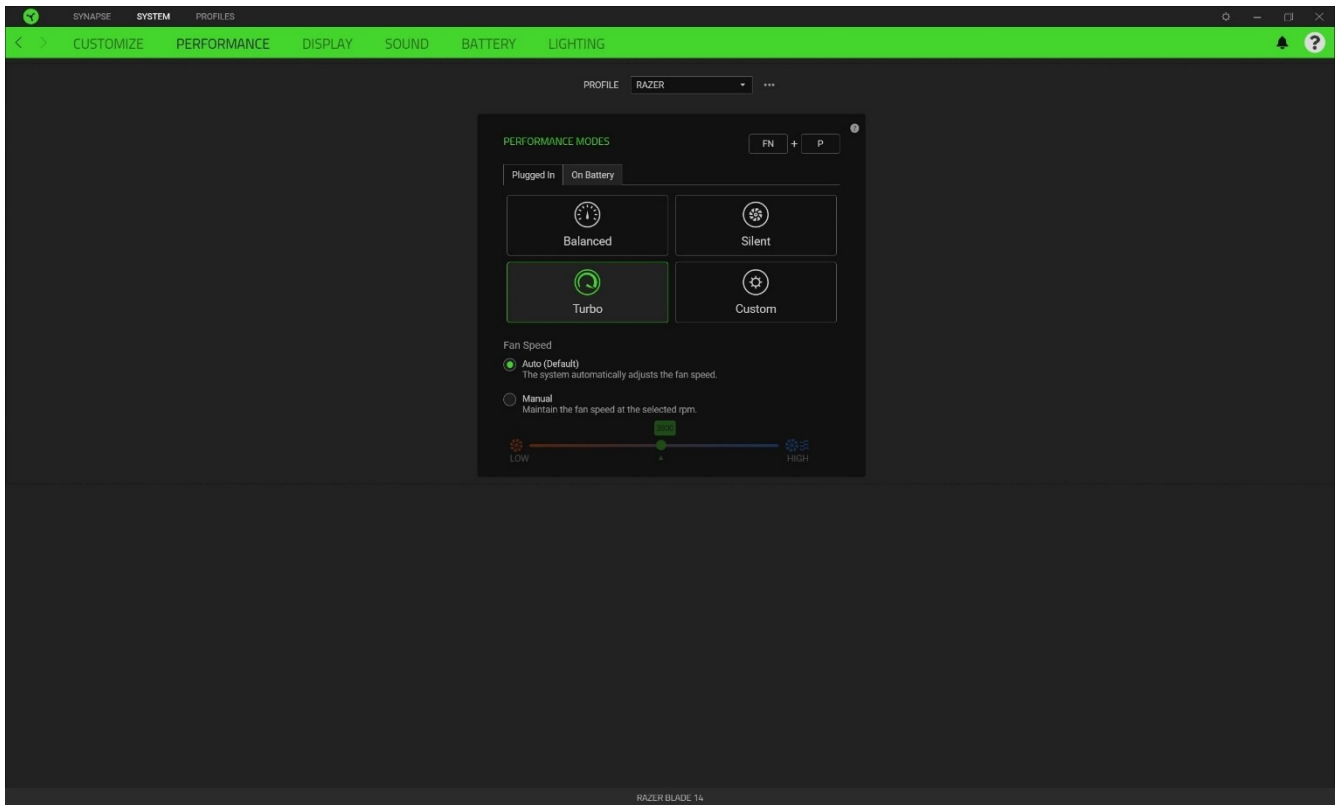 SYNAPSE SYSTEM PROFILES
CUSTOMIZE PERFORMANCE DISPLAY SOUND BATTERY LIGHTING ?
PROFILE RAZER
PERFORMANCE MODES FN + P ?
Plugged In On Battery
Balanced Silent
Turbo Custom
Fan Speed
Auto (Default)
The system automatically adjusts the fan speed.
Manual
Maintain the fan speed at the selected rpm.
LOW HIGH
RAZER BLADE 14